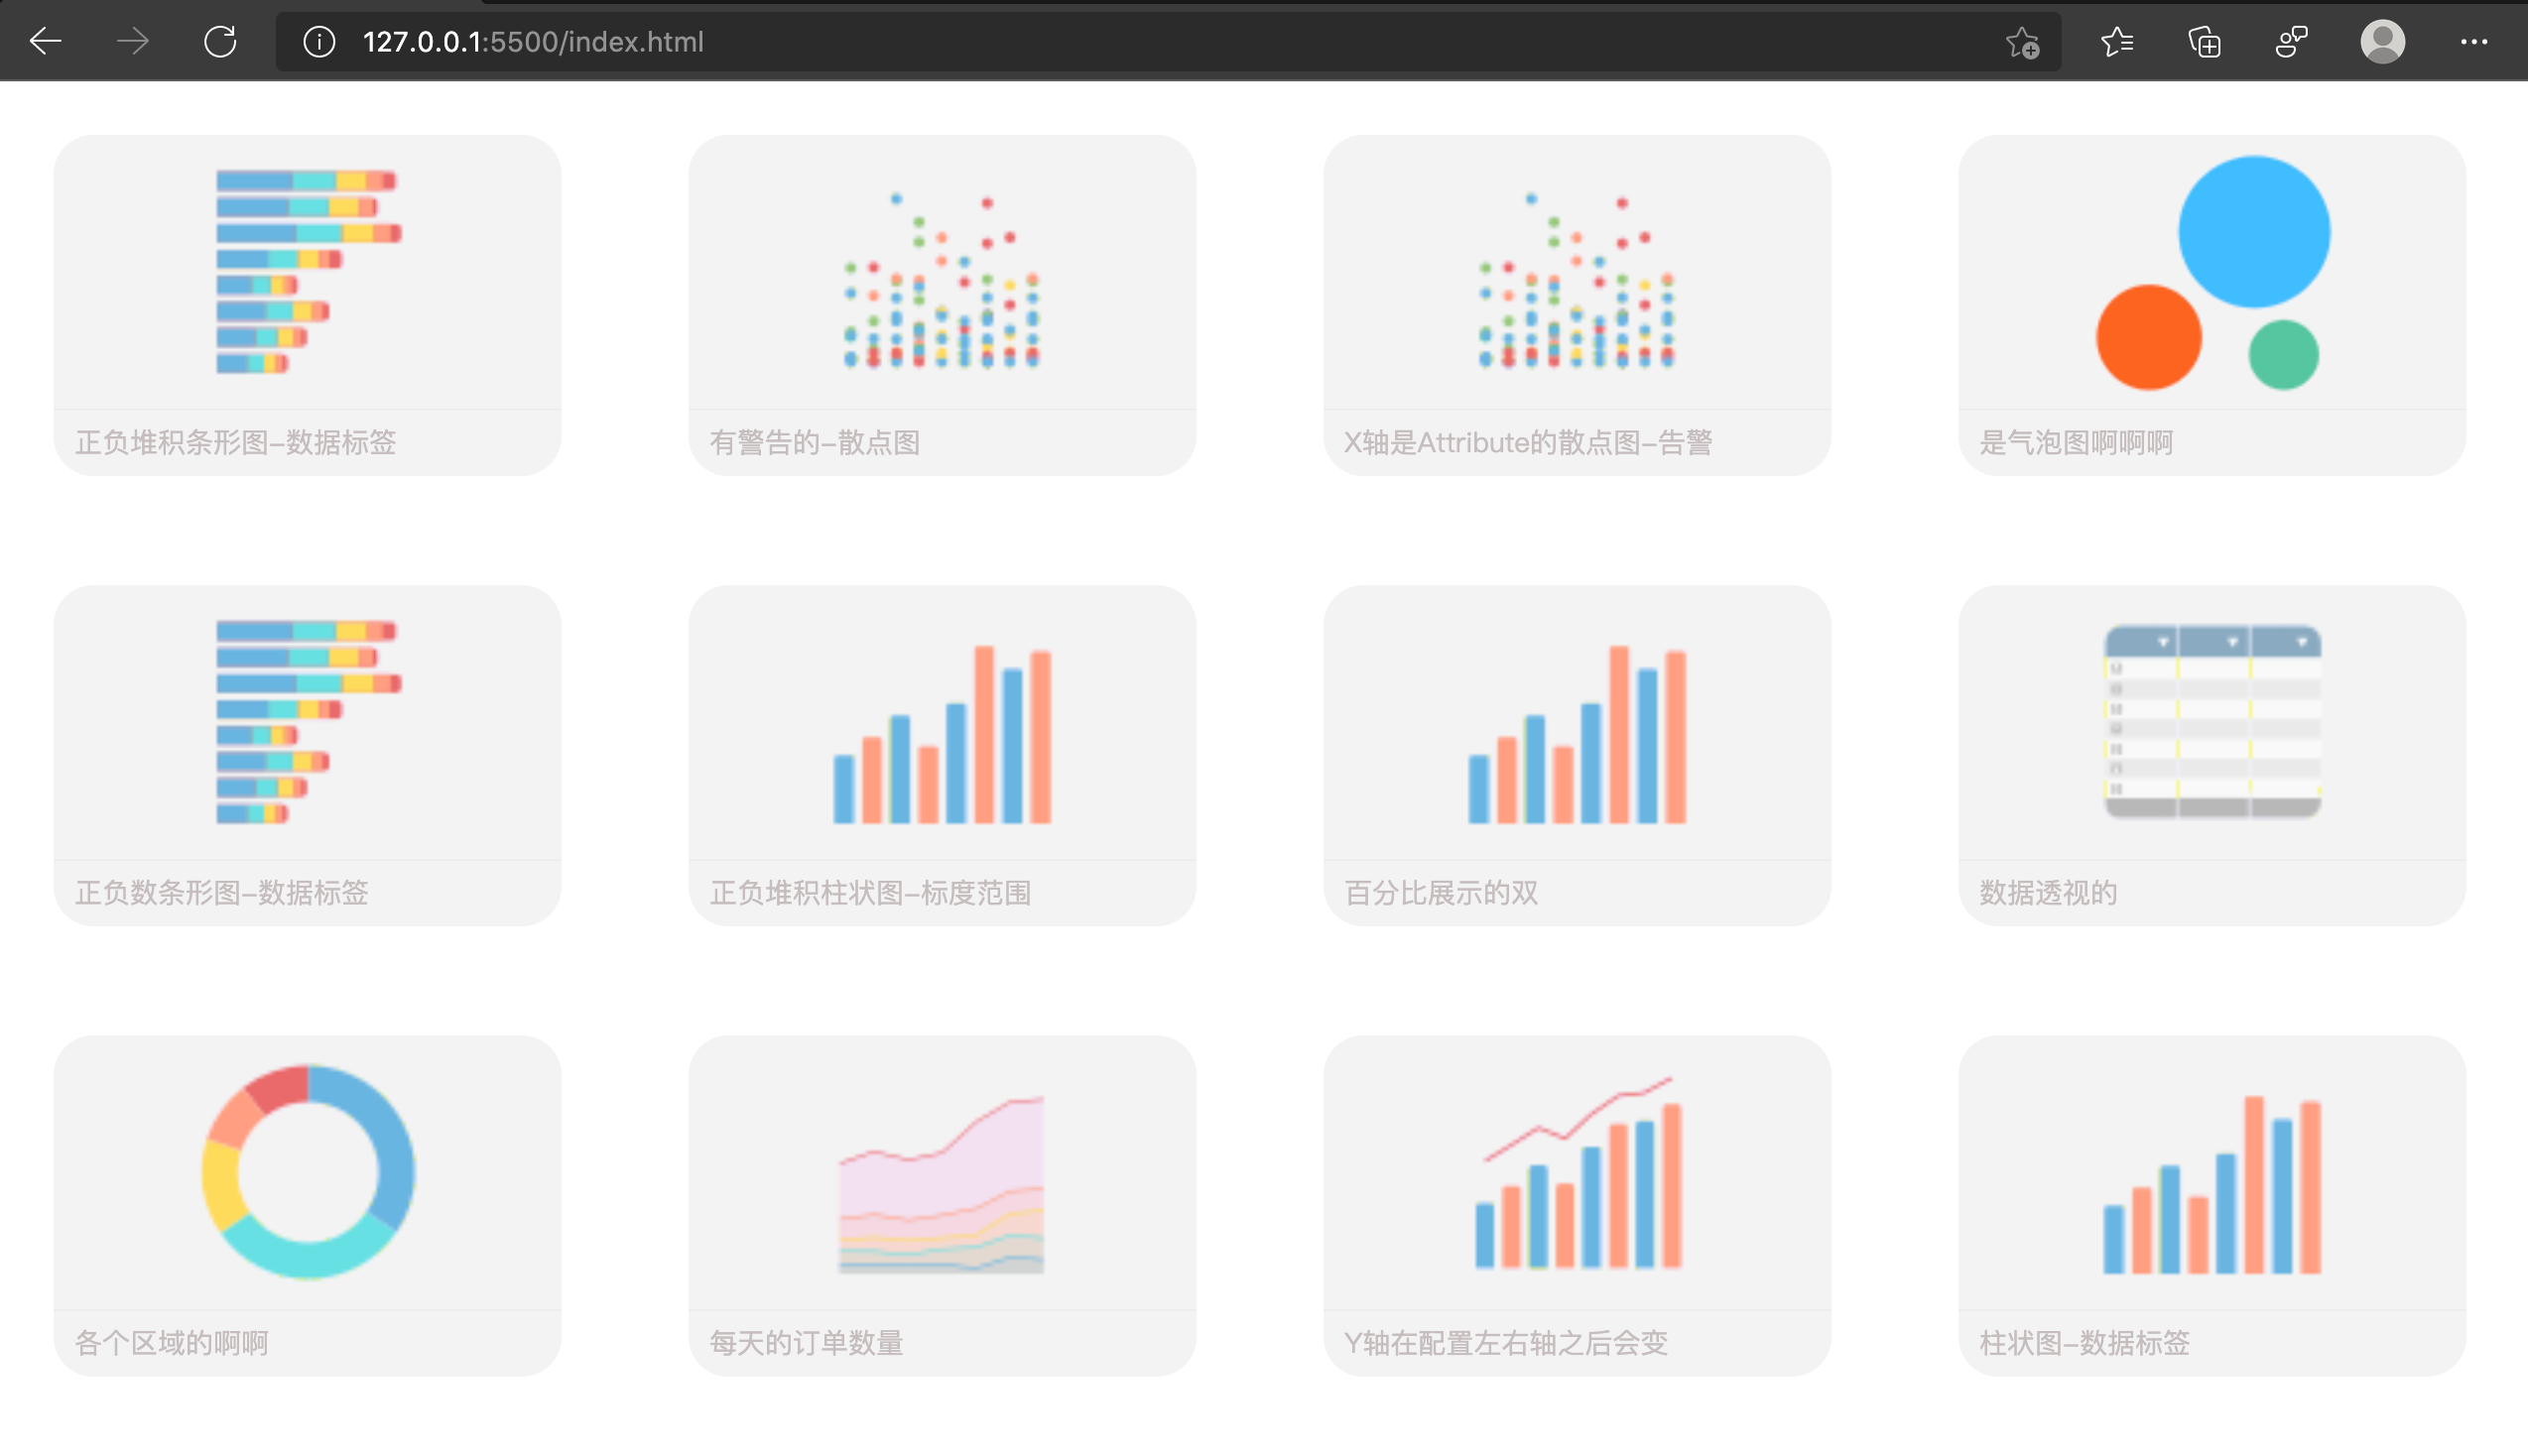 127.0.0.1:5500/index.html
正负堆积条形图-数据标签
有警告的-散点图
X轴是Attribute的散点图-告警
是气泡图啊啊啊
正负数条形图-数据标签
正负堆积柱状图-标度范围
百分比展示的双
数据透视的
各个区域的啊啊
每天的订单数量
Y轴在配置左右轴之后会变
柱状图-数据标签